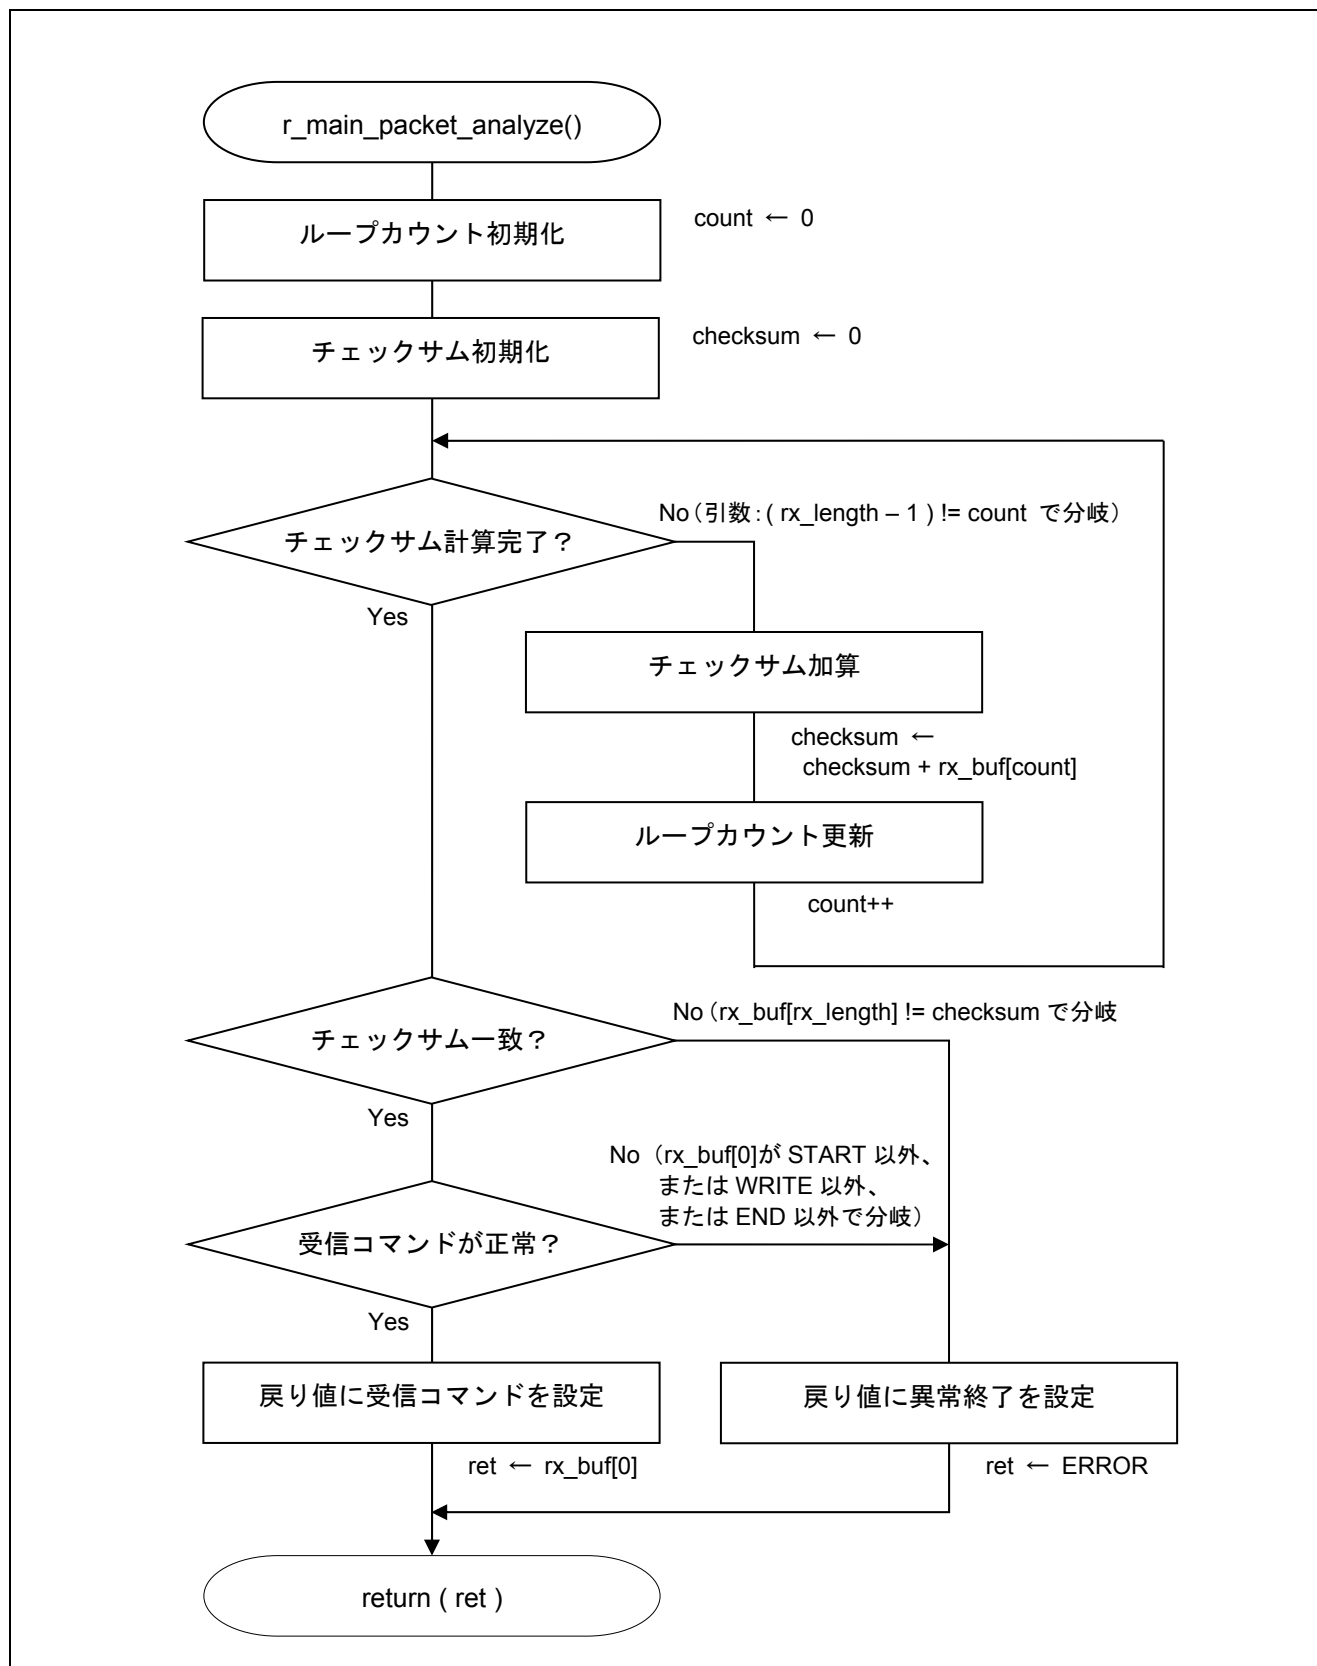 r_main_packet_analyze()
ループカウント初期化
count ← 0
チェックサム初期化
checksum ← 0
No（引数：( rx_length – 1 ) != count で分岐）
チェックサム計算完了？
Yes
チェックサム加算
checksum ←
checksum + rx_buf[count]
ループカウント更新
count++
No（rx_buf[rx_length] != checksum で分岐
チェックサム一致？
Yes
No（rx_buf[0]が START 以外、
または WRITE 以外、
または END 以外で分岐）
受信コマンドが正常？
Yes
戻り値に受信コマンドを設定
戻り値に異常終了を設定
ret ← rx_buf[0]
ret ← ERROR
return ( ret )